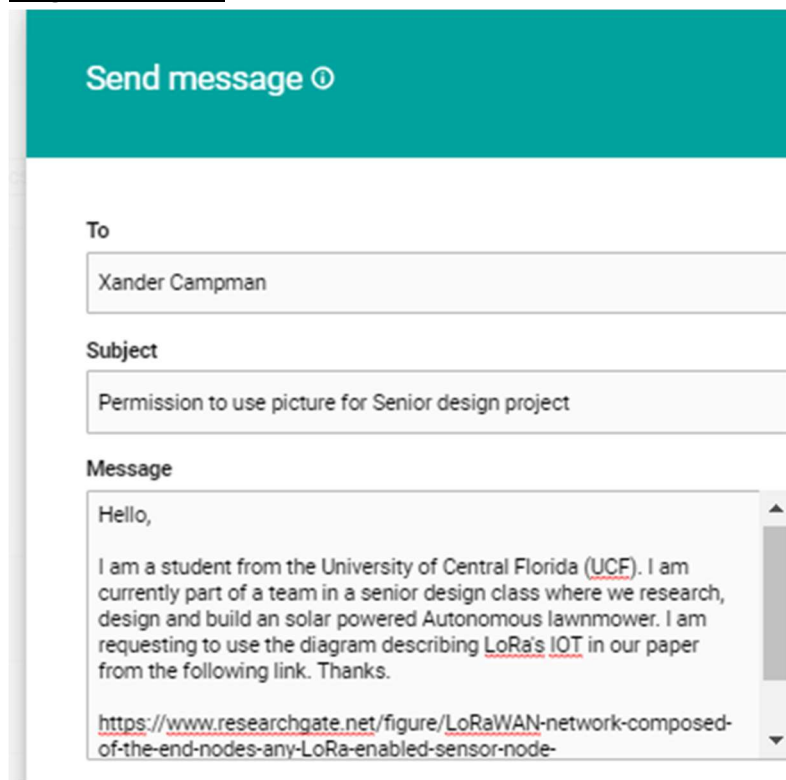 Send message
To
Xander Campman
Subject
Permission to use picture for Senior design project
Message
Hello,
I am a student from the University of Central Florida (UCF). I am
currently part of a team in a senior design class where we research,
design and build an solar powered Autonomous lawnmower. I am
requesting to use the diagram describing LoRa's IOT in our paper
from the following link. Thanks.
https://www.researchgate.net/figure/LoRaWAN-network-composed-
of-the-end-nodes-any-LoRa-enabled-sensor-node-